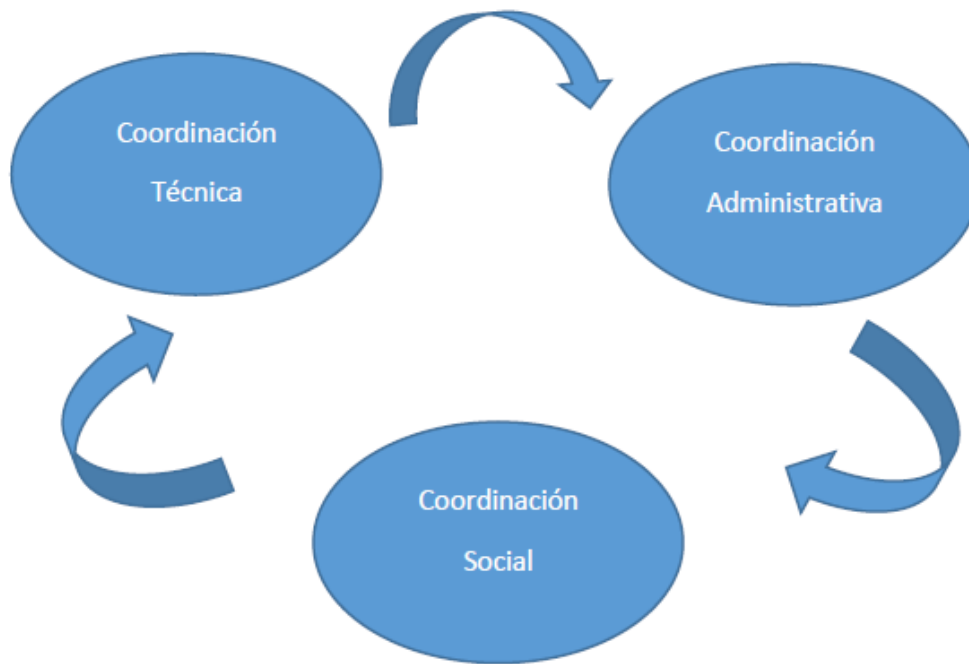 Coordinación
Técnica
Coordinación
Administrativa
Coordinación
Social